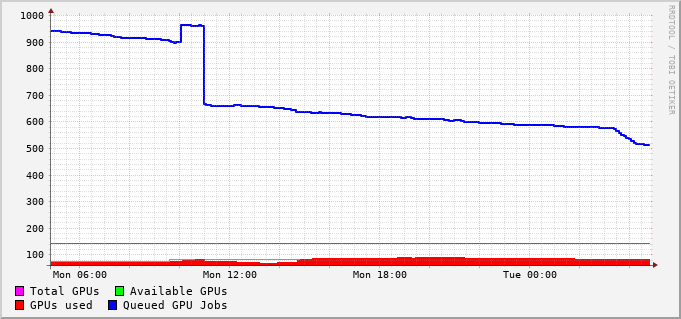 RRDTOOL / TOBI OETIKER
1000
900
800
700
600
500
400
300
200
100
Mon 06:00 Mon 12:00 Mon 18:00 Tue 00:00
Total GPUs Available GPUs
GPUs used Queued GPU Jobs